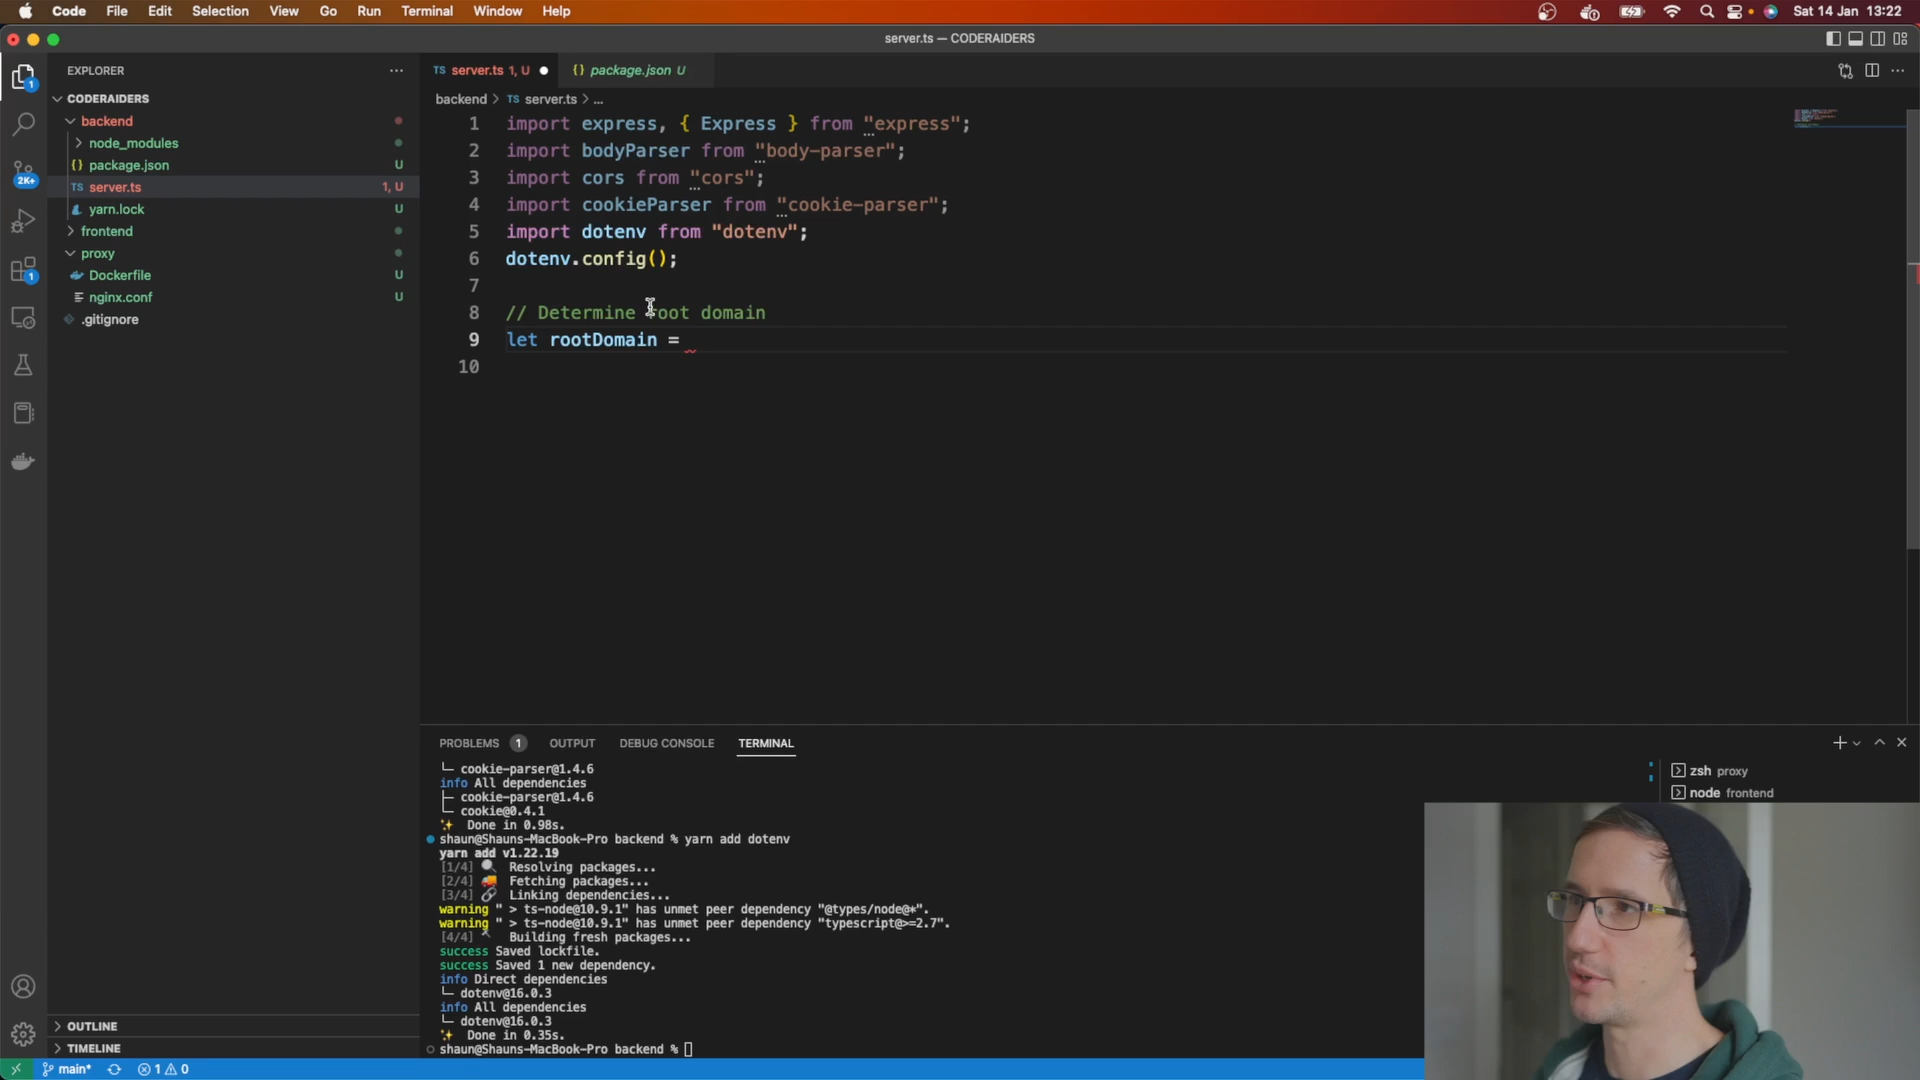 Code File Edit Selection View Go Run Terminal Window Help Sat 14 Jan 13:22
server.ts — CODERAIDERS
EXPLORER
CODERAIDERS
backend
node_modules
package.json U
server.ts 1, U
yarn.lock U
frontend
proxy
Dockerfile U
nginx.conf U
.gitignore
OUTLINE
TIMELINE
1
2K+
1
TS server.ts 1, U {} package.json U
backend > TS server.ts > ...
1 import express, { Express } from "express";
2 import bodyParser from "body-parser";
3 import cors from "cors";
4 import cookieParser from "cookie-parser";
5 import dotenv from "dotenv";
6 dotenv.config();
7
8 // Determine root domain
9 let rootDomain =
10
PROBLEMS 1 OUTPUT DEBUG CONSOLE TERMINAL
└─ cookie-parser@1.4.6
info All dependencies
├─ cookie-parser@1.4.6
└─ cookie@0.4.1
✨ Done in 0.98s.
shaun@Shauns-MacBook-Pro backend % yarn add dotenv
yarn add v1.22.19
[1/4] 🔍 Resolving packages...
[2/4] 🚚 Fetching packages...
[3/4] 🔗 Linking dependencies...
warning " > ts-node@10.9.1" has unmet peer dependency "@types/node@*".
warning " > ts-node@10.9.1" has unmet peer dependency "typescript@>=2.7".
[4/4] 🔨 Building fresh packages...
success Saved lockfile.
success Saved 1 new dependency.
info Direct dependencies
└─ dotenv@16.0.3
info All dependencies
└─ dotenv@16.0.3
✨ Done in 0.35s.
shaun@Shauns-MacBook-Pro backend %
zsh proxy
node frontend
main* 1 0